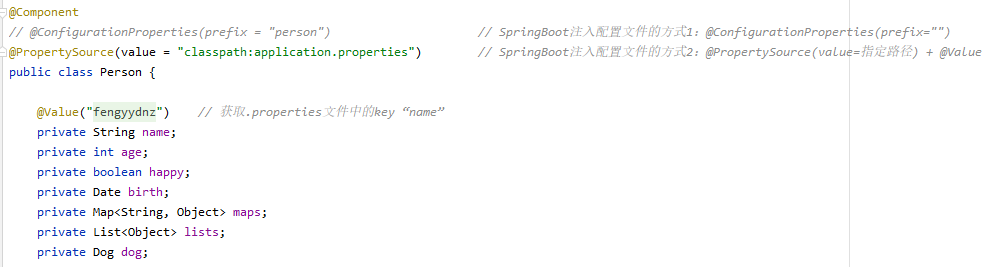 @Component
// @ConfigurationProperties(prefix = "person") // SpringBoot注入配置文件的方式1：@ConfigurationProperties(prefix="")
@PropertySource(value = "classpath:application.properties") // SpringBoot注入配置文件的方式2：@PropertySource(value=指定路径) + @Value
public class Person {
@Value("fengyydnz") // 获取.properties文件中的key “name”
private String name;
private int age;
private boolean happy;
private Date birth;
private Map<String, Object> maps;
private List<Object> lists;
private Dog dog;